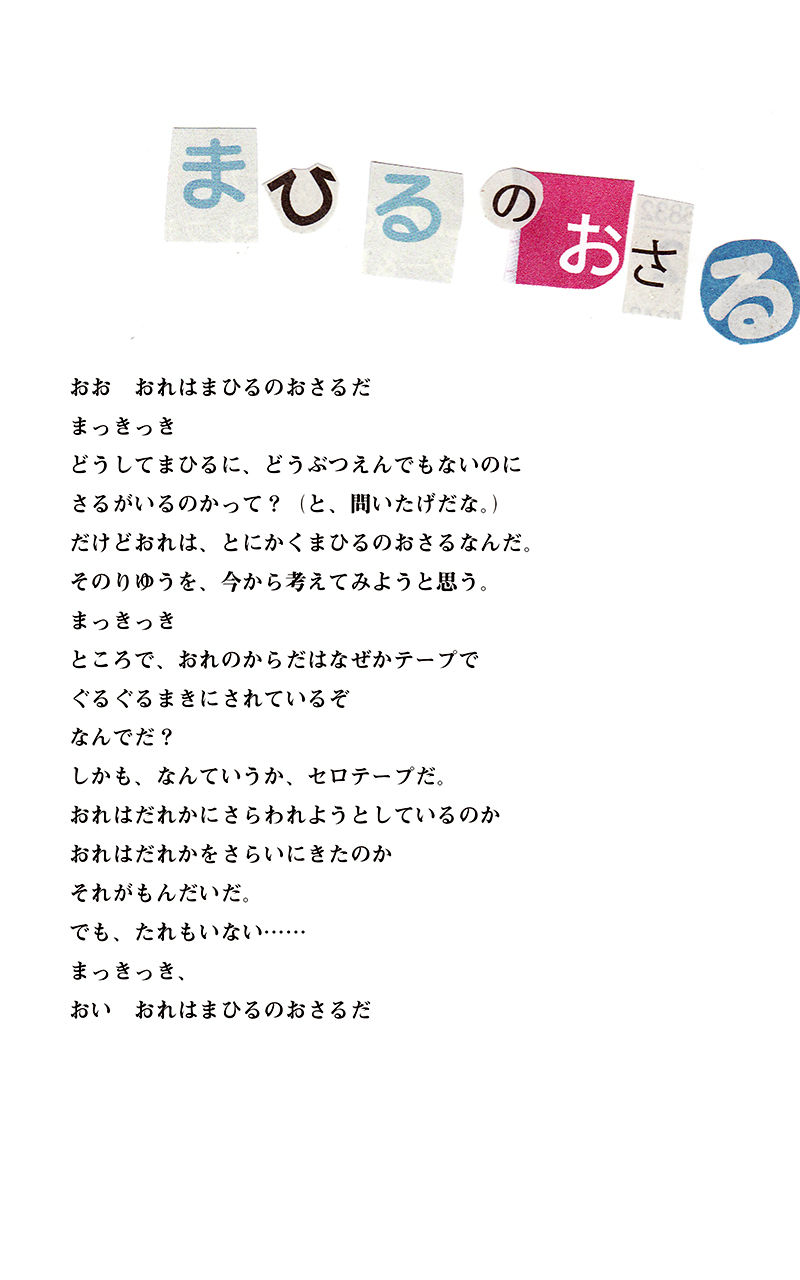 まひるのおさる
おお　おれはまひるのおさるだ
まっきっき
どうしてまひるに、どうぶつえんでもないのに
さるがいるのかって？（と、問いたげだな。）
だけどおれは、とにかくまひるのおさるなんだ。
そのりゆうを、今から考えてみようと思う。
まっきっき
ところで、おれのからだはなぜかテープで
ぐるぐるまきにされているぞ
なんでだ？
しかも、なんていうか、セロテープだ。
おれはだれかにさらわれようとしているのか
おれはだれかをさらいにきたのか
それがもんだいだ。
でも、たれもいない……
まっきっき、
おい　おれはまひるのおさるだ